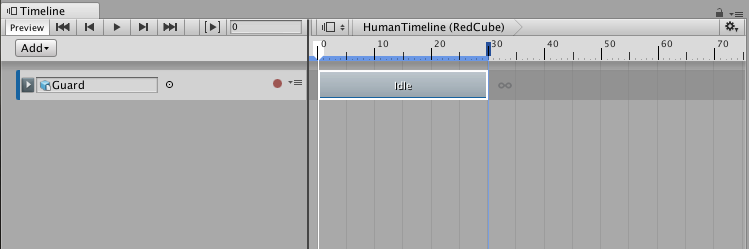 Timeline
Preview
0
HumanTimeline (RedCube)
Add
0 10 20 30 40 50 60 70
Guard
Idle